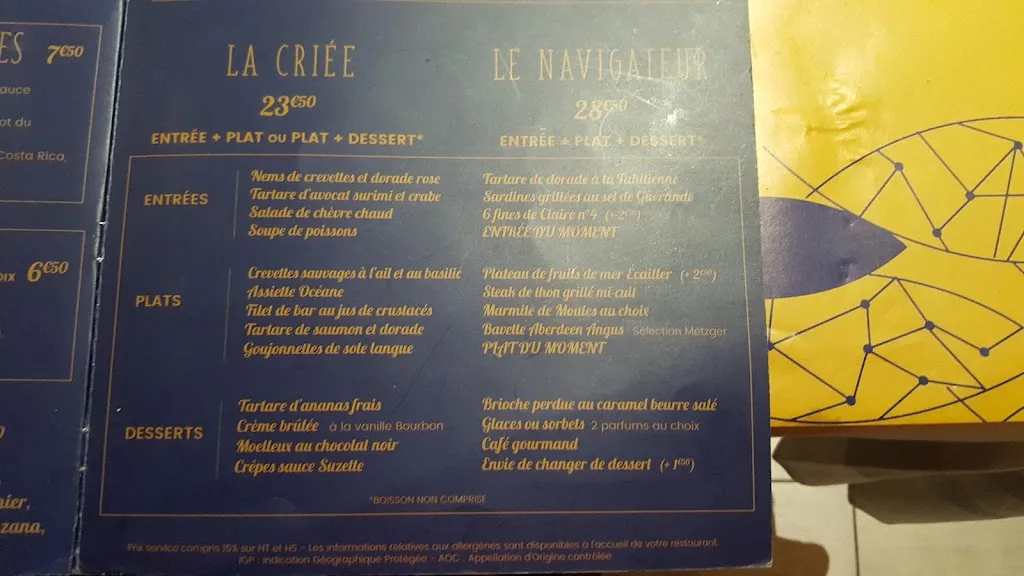 ES 7€50
auce
ot du
Costa Rica,
OIX 6€50
nier,
zana,
LA CRIÉE
23€50
ENTRÉE + PLAT OU PLAT + DESSERT*
LE NAVIGATEUR
28€50
ENTRÉE + PLAT + DESSERT*
ENTRÉES
Nems de crevettes et dorade rose
Tartare d'avocat surimi et crabe
Salade de chèvre chaud
Soupe de poissons
Tartare de dorade à la Tahitienne
Sardines grillées au sel de Guérande
6 fines de Claire n°4 (+2€00)
ENTRÉE DU MOMENT
PLATS
Crevettes sauvages à l'ail et au basilic
Assiette Océane
Filet de bar au jus de crustacés
Tartare de saumon et dorade
Goujonnettes de sole langue
Plateau de fruits de mer Écailler (+2€00)
Steak de thon grillé mi-cuit
Marmite de Moules au choix
Bavette Aberdeen Angus Sélection Metzger
PLAT DU MOMENT
DESSERTS
Tartare d'ananas frais
Crème brûlée à la vanille Bourbon
Moelleux au chocolat noir
Crêpes sauce Suzette
Brioche perdue au caramel beurre salé
Glaces ou sorbets 2 parfums au choix
Café gourmand
Envie de changer de dessert (+1€50)
*BOISSON NON COMPRISE
Prix service compris 15% sur HT et HS - Les informations relatives aux allergènes sont disponibles à l'accueil de votre restaurant.
IGP : Indication Géographique Protégée - AOC : Appellation d'Origine contrôlée